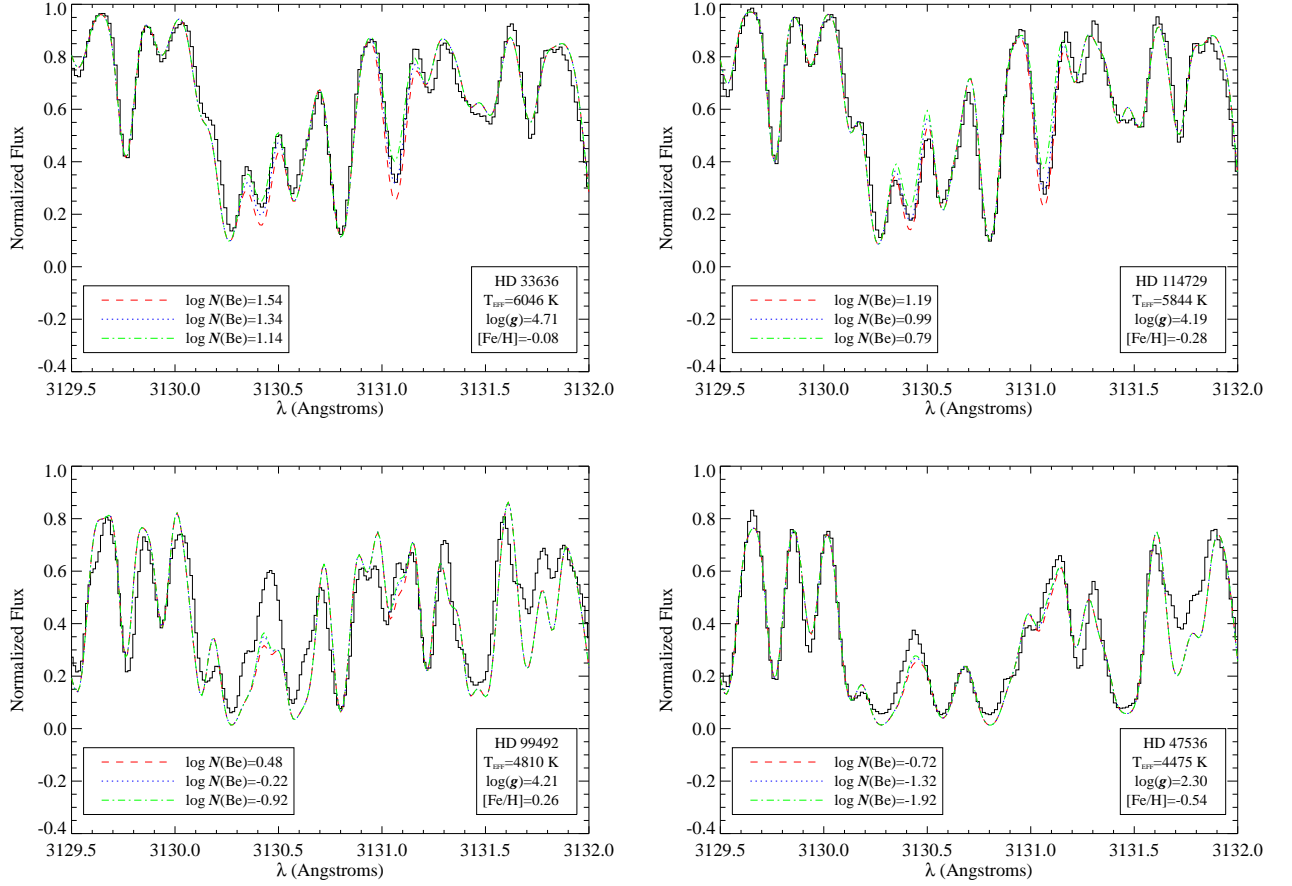 1.0
0.8
0.6
0.4
0.2
0.0
-0.2
-0.4
Normalized Flux
log N(Be)=1.54
log N(Be)=1.34
log N(Be)=1.14
HD 33636
TEFF=6046 K
log(g)=4.71
[Fe/H]=-0.08
3129.5 3130.0 3130.5 3131.0 3131.5 3132.0
λ (Angstroms)
1.0
0.8
0.6
0.4
0.2
0.0
-0.2
-0.4
Normalized Flux
log N(Be)=1.19
log N(Be)=0.99
log N(Be)=0.79
HD 114729
TEFF=5844 K
log(g)=4.19
[Fe/H]=-0.28
3129.5 3130.0 3130.5 3131.0 3131.5 3132.0
λ (Angstroms)
1.0
0.8
0.6
0.4
0.2
0.0
-0.2
-0.4
Normalized Flux
log N(Be)=0.48
log N(Be)=-0.22
log N(Be)=-0.92
HD 99492
TEFF=4810 K
log(g)=4.21
[Fe/H]=0.26
3129.5 3130.0 3130.5 3131.0 3131.5 3132.0
λ (Angstroms)
1.0
0.8
0.6
0.4
0.2
0.0
-0.2
-0.4
Normalized Flux
log N(Be)=-0.72
log N(Be)=-1.32
log N(Be)=-1.92
HD 47536
TEFF=4475 K
log(g)=2.30
[Fe/H]=-0.54
3129.5 3130.0 3130.5 3131.0 3131.5 3132.0
λ (Angstroms)